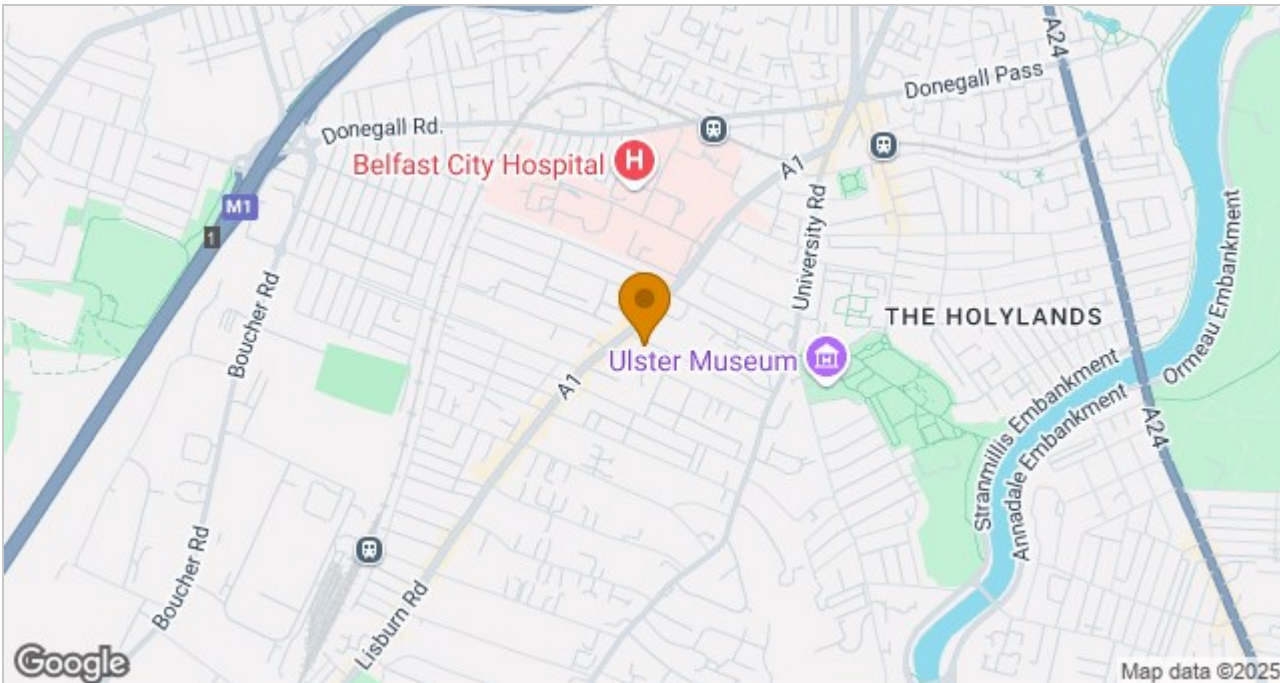 A24
Donegall Pass
Donegall Rd.
Belfast City Hospital
H
A1
M1
1
University Rd
Boucher Rd
THE HOLYLANDS
Ormeau Embankment
Ulster Museum
A1
Stranmillis Embankment
Annadale Embankment
A24
Boucher Rd
Lisburn Rd
Google
Map data ©2025